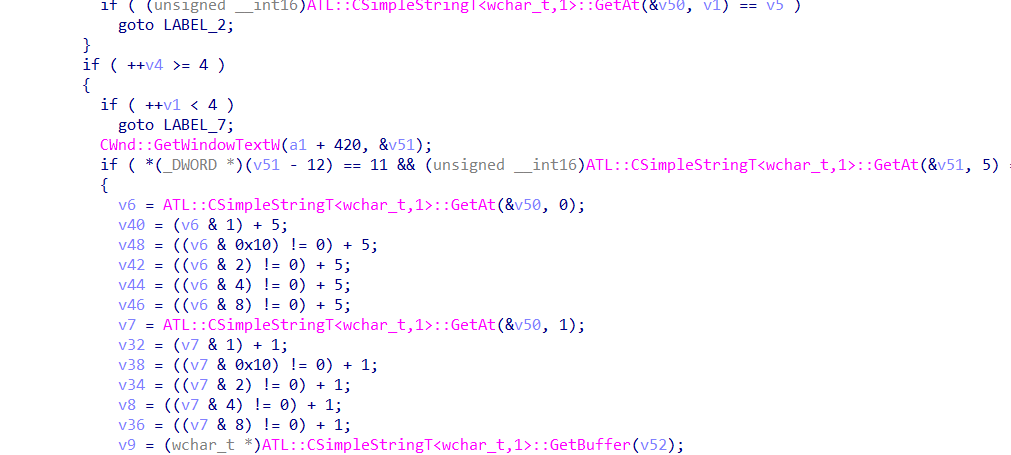 if ( (unsigned __int16)ATL::CSimpleStringT<wchar_t,1>::GetAt(&v50, v1) == v5 )
goto LABEL_2;
}
if ( ++v4 >= 4 )
{
if ( ++v1 < 4 )
goto LABEL_7;
CWnd::GetWindowTextW(a1 + 420, &v51);
if ( *(_DWORD *)(v51 - 12) == 11 && (unsigned __int16)ATL::CSimpleStringT<wchar_t,1>::GetAt(&v51, 5) =
{
v6 = ATL::CSimpleStringT<wchar_t,1>::GetAt(&v50, 0);
v40 = (v6 & 1) + 5;
v48 = ((v6 & 0x10) != 0) + 5;
v42 = ((v6 & 2) != 0) + 5;
v44 = ((v6 & 4) != 0) + 5;
v46 = ((v6 & 8) != 0) + 5;
v7 = ATL::CSimpleStringT<wchar_t,1>::GetAt(&v50, 1);
v32 = (v7 & 1) + 1;
v38 = ((v7 & 0x10) != 0) + 1;
v34 = ((v7 & 2) != 0) + 1;
v8 = ((v7 & 4) != 0) + 1;
v36 = ((v7 & 8) != 0) + 1;
v9 = (wchar_t *)ATL::CSimpleStringT<wchar_t,1>::GetBuffer(v52);